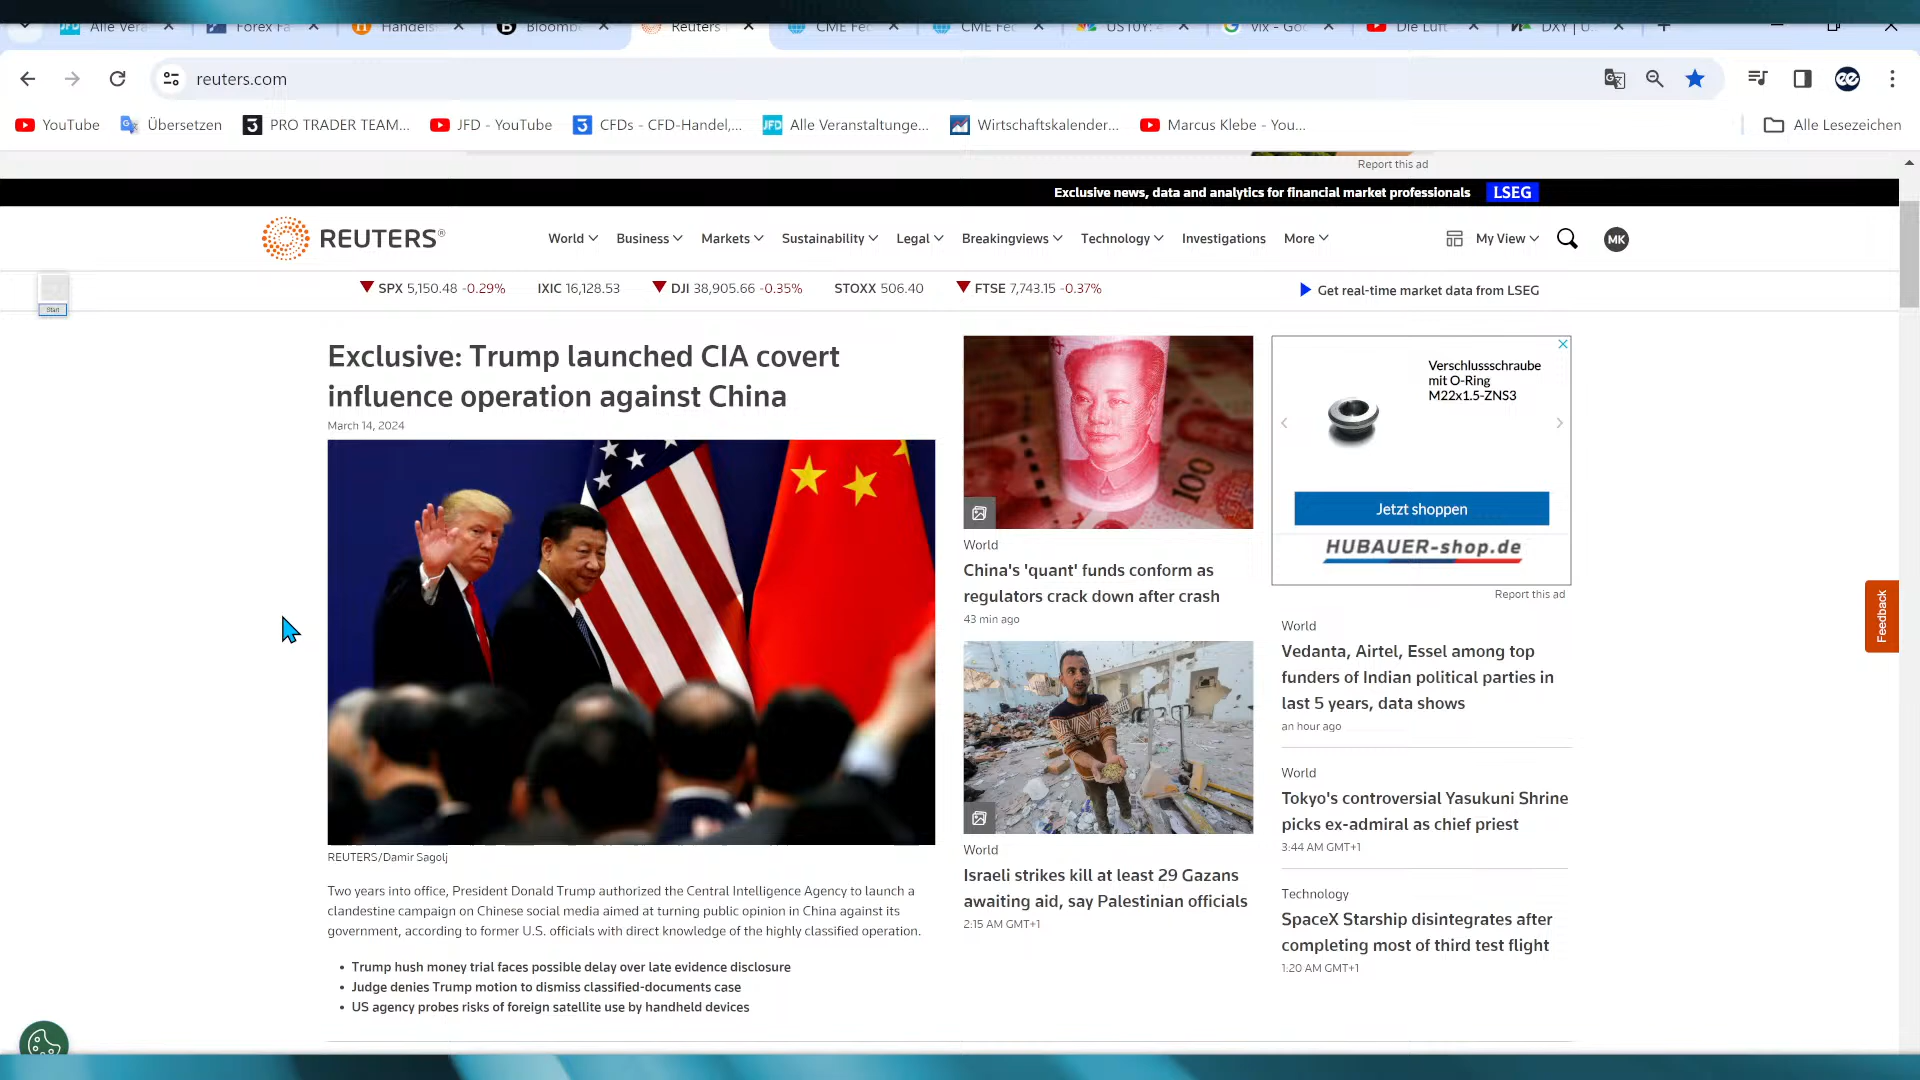 Alle Vera
Forex Fa
Handels
Bloomb
Reuters
CME Fec
CME Fec
US10Y: 4
vix - Go
Die Luft
DXY | U.
reuters.com
YouTube
Übersetzen
PRO TRADER TEAM...
JFD - YouTube
CFDs - CFD-Handel,...
Alle Veranstaltunge...
Wirtschaftskalender...
Marcus Klebe - You...
Alle Lesezeichen
Report this ad
Exclusive news, data and analytics for financial market professionals LSEG
REUTERS®
World
Business
Markets
Sustainability
Legal
Breakingviews
Technology
Investigations
More
My View
MK
Start
SPX 5,150.48 -0.29%
IXIC 16,128.53
DJI 38,905.66 -0.35%
STOXX 506.40
FTSE 7,743.15 -0.37%
Get real-time market data from LSEG
Exclusive: Trump launched CIA covert
influence operation against China
March 14, 2024
REUTERS/Damir Sagolj
Two years into office, President Donald Trump authorized the Central Intelligence Agency to launch a
clandestine campaign on Chinese social media aimed at turning public opinion in China against its
government, according to former U.S. officials with direct knowledge of the highly classified operation.
• Trump hush money trial faces possible delay over late evidence disclosure
• Judge denies Trump motion to dismiss classified-documents case
• US agency probes risks of foreign satellite use by handheld devices
100
World
China's 'quant' funds conform as
regulators crack down after crash
43 min ago
World
Israeli strikes kill at least 29 Gazans
awaiting aid, say Palestinian officials
2:15 AM GMT+1
Verschlussschraube
mit O-Ring
M22x1.5-ZNS3
Jetzt shoppen
HUBAUER-shop.de
Report this ad
World
Vedanta, Airtel, Essel among top
funders of Indian political parties in
last 5 years, data shows
an hour ago
World
Tokyo's controversial Yasukuni Shrine
picks ex-admiral as chief priest
3:44 AM GMT+1
Technology
SpaceX Starship disintegrates after
completing most of third test flight
1:20 AM GMT+1
Feedback